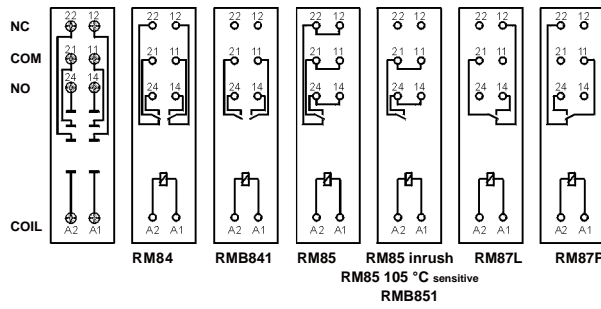 22 12 22 12 22 12 22 12 22 12 22 12 22 12
NC
COM
21 11 21 11 21 11 21 11 21 11 21 11 21 11
NO
24 14 24 14 24 14 24 14 24 14 24 14 24 14
COIL
A2 A1 A2 A1 A2 A1 A2 A1 A2 A1 A2 A1 A2 A1
RM84 RMB841 RM85 RM85 inrush RM87L RM87P
RM85 105 °C sensitive
RMB851